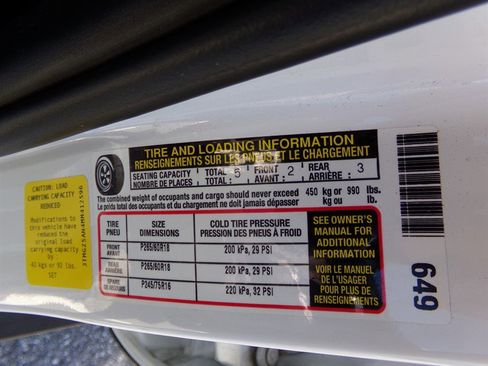 TIRE AND LOADING INFORMATION
RENSEIGNEMENTS SUR LES PNEUS ET LE CHARGEMENT
SEATING CAPACITY TOTAL: 5 FRONT: 2 REAR: 3
NOMBRE DE PLACES: TOTAL: AVANT: ARRIÈRE:
The combined weight of occupants and cargo should never exceed 450 kg or 990 lbs.
Le poids total des occupants et du chargement ne doit jamais dépasser kg ou lb.
TIRE SIZE COLD TIRE PRESSURE
PNEU DIMENSIONS PRESSION DES PNEUS À FROID
FRONT
AVANT P265/60R18 200 kPa, 29 PSI
REAR
ARRIÈRE P265/60R18 200 kPa, 29 PSI
SPARE
DE SECOURS P245/75R16 220 kPa, 32 PSI
SEE OWNER'S
MANUAL FOR
ADDITIONAL
INFORMATION
VOIR LE MANUEL
DE L'USAGER
POUR PLUS DE
RENSEIGNEMENTS
649
CAUTION: LOAD
CARRYING CAPACITY
REDUCED
Modifications to
this vehicle have
reduced the
original load
carrying capacity
by
42 kgs or 92 lbs.
SET